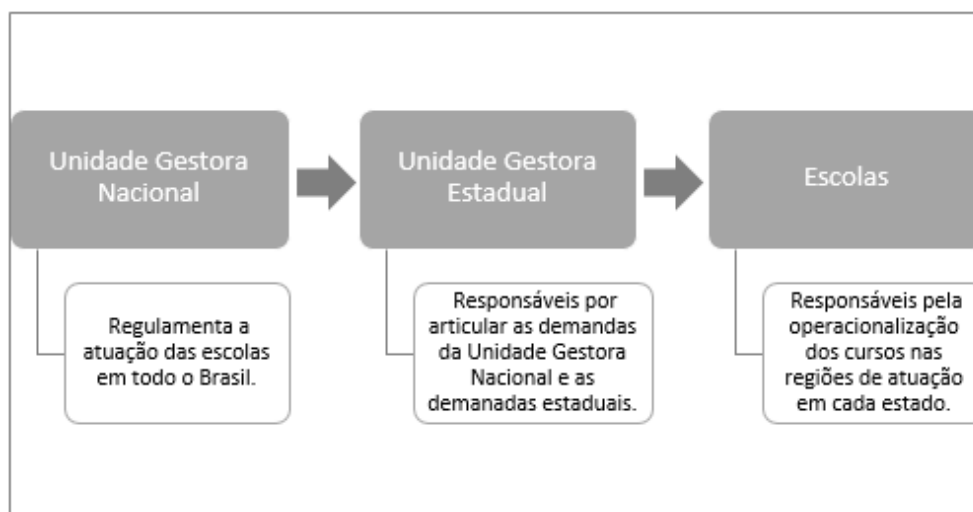 Unidade Gestora
Nacional
Unidade Gestora
Estadual
Escolas
Regulamenta a
atuação das escolas
em todo o Brasil.
Responsáveis por
articular as demandas
da Unidade Gestora
Nacional e as
demanadas estaduais.
Responsáveis pela
operacionalização
dos cursos nas
regiões de atuação
em cada estado.